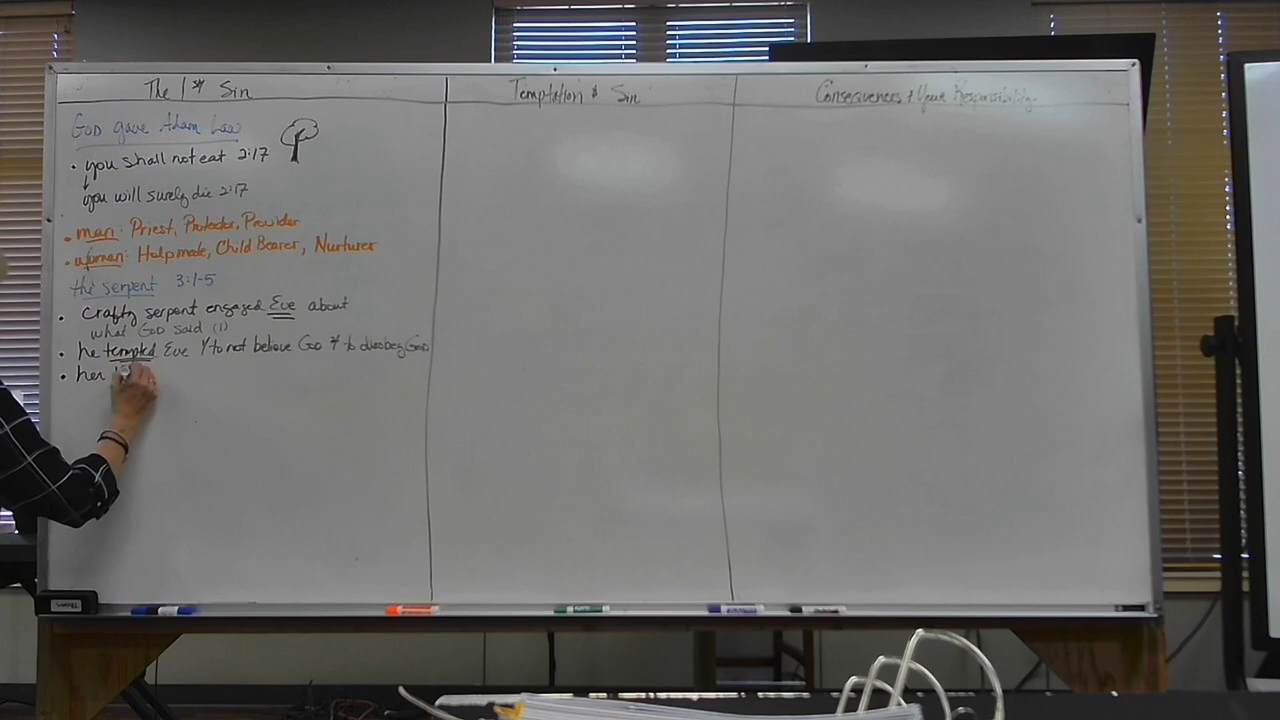 The 1st Sin
Temptation & Sin
Consequences + Your Responsibility
GOD gave Adam Law
• you shall not eat 2:17
you will surely die 2:17
• man: Priest, Protector, Provider
• woman: Helpmate, Child Bearer, Nurturer
the serpent 3:1-5
• crafty serpent engaged Eve about
what GOD said (1)
• he tempted Eve to not believe GOD & to disobey GOD
• her